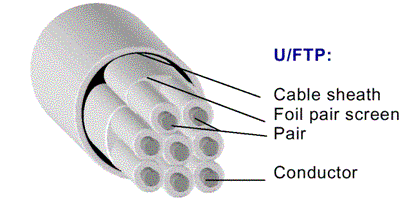 U/FTP:
Cable sheath
Foil pair screen
Pair
Conductor